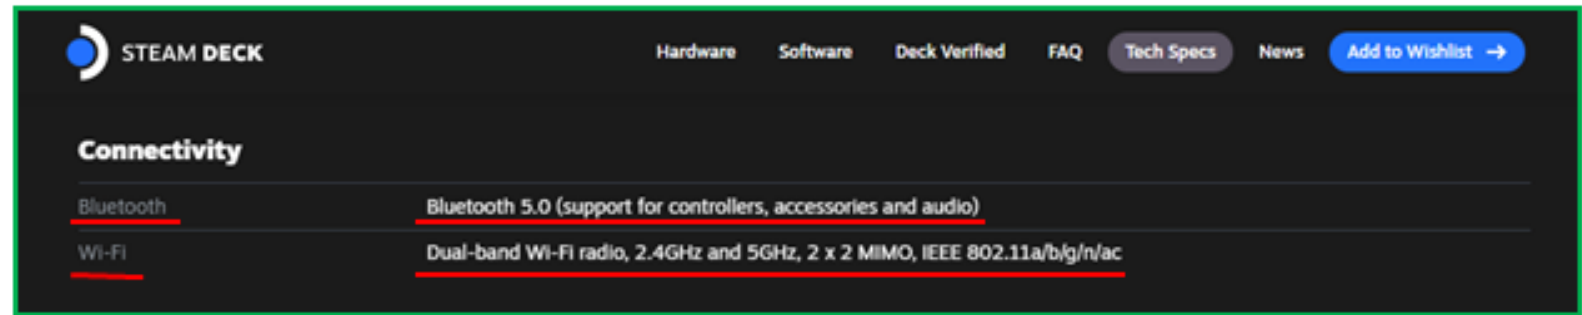 STEAM DECK Hardware Software Deck Verified FAQ Tech Specs News Add to Wishlist →
Connectivity
Bluetooth Bluetooth 5.0 (support for controllers, accessories and audio)
Wi-Fi Dual-band Wi-Fi radio, 2.4GHz and 5GHz, 2 x 2 MIMO, IEEE 802.11a/b/g/n/ac